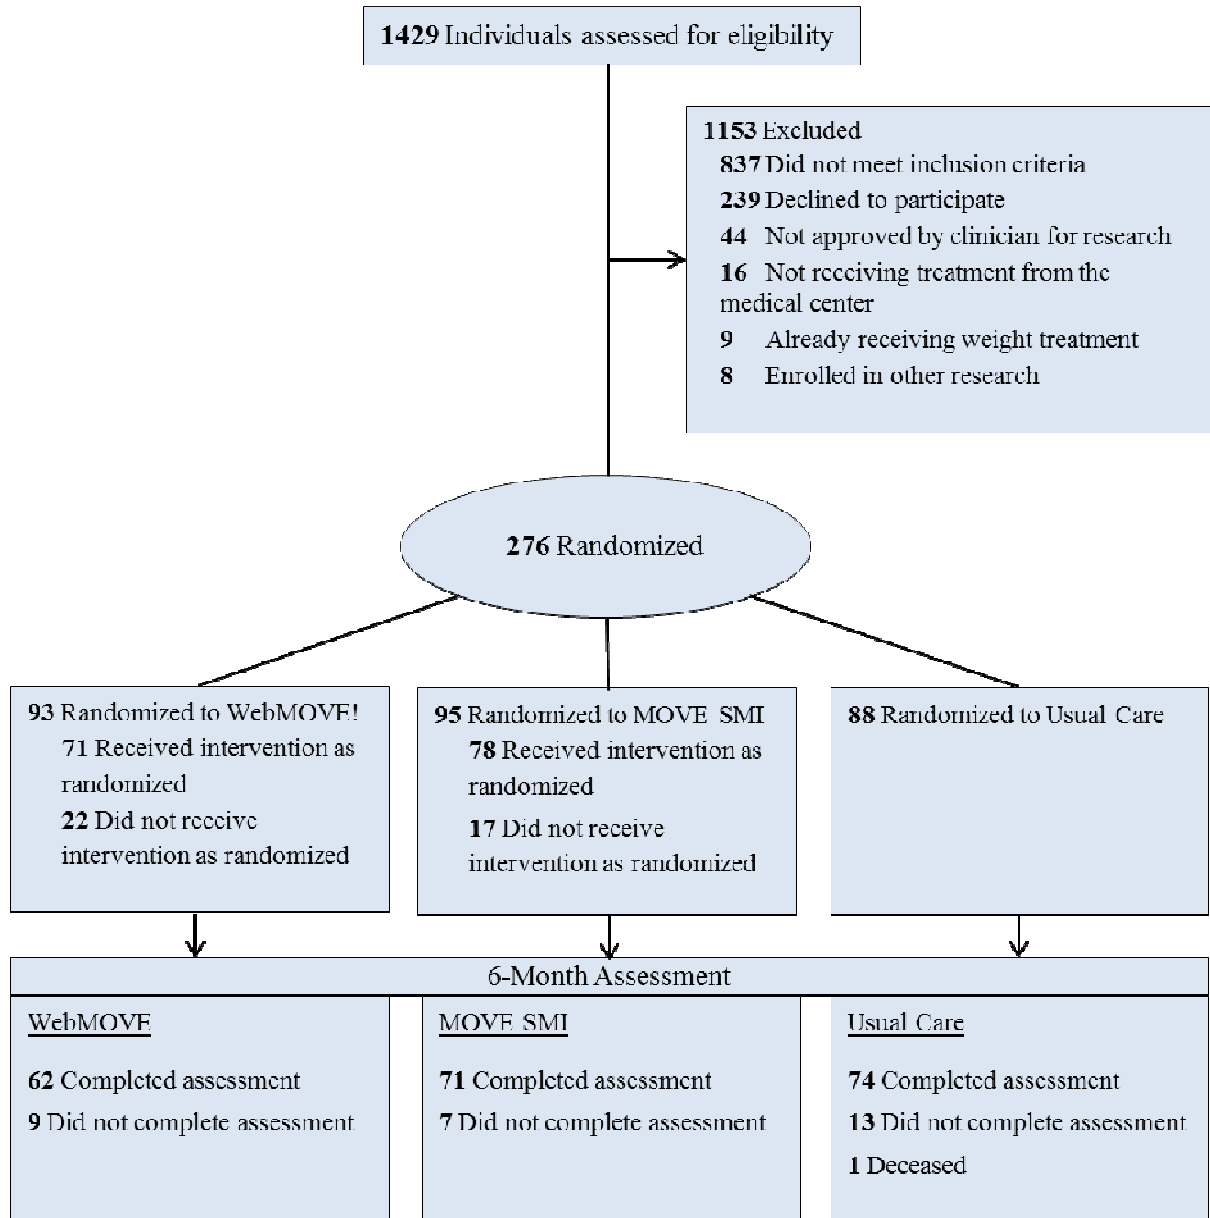 1429 Individuals assessed for eligibility
1153 Excluded
837 Did not meet inclusion criteria
239 Declined to participate
44 Not approved by clinician for research
16 Not receiving treatment from the
medical center
9 Already receiving weight treatment
8 Enrolled in other research
276 Randomized
93 Randomized to WebMOVE!
71 Received intervention as
randomized
22 Did not receive
intervention as randomized
95 Randomized to MOVE SMI
78 Received intervention as
randomized
17 Did not receive
intervention as randomized
88 Randomized to Usual Care
6-Month Assessment
WebMOVE
62 Completed assessment
9 Did not complete assessment
MOVE SMI
71 Completed assessment
7 Did not complete assessment
Usual Care
74 Completed assessment
13 Did not complete assessment
1 Deceased